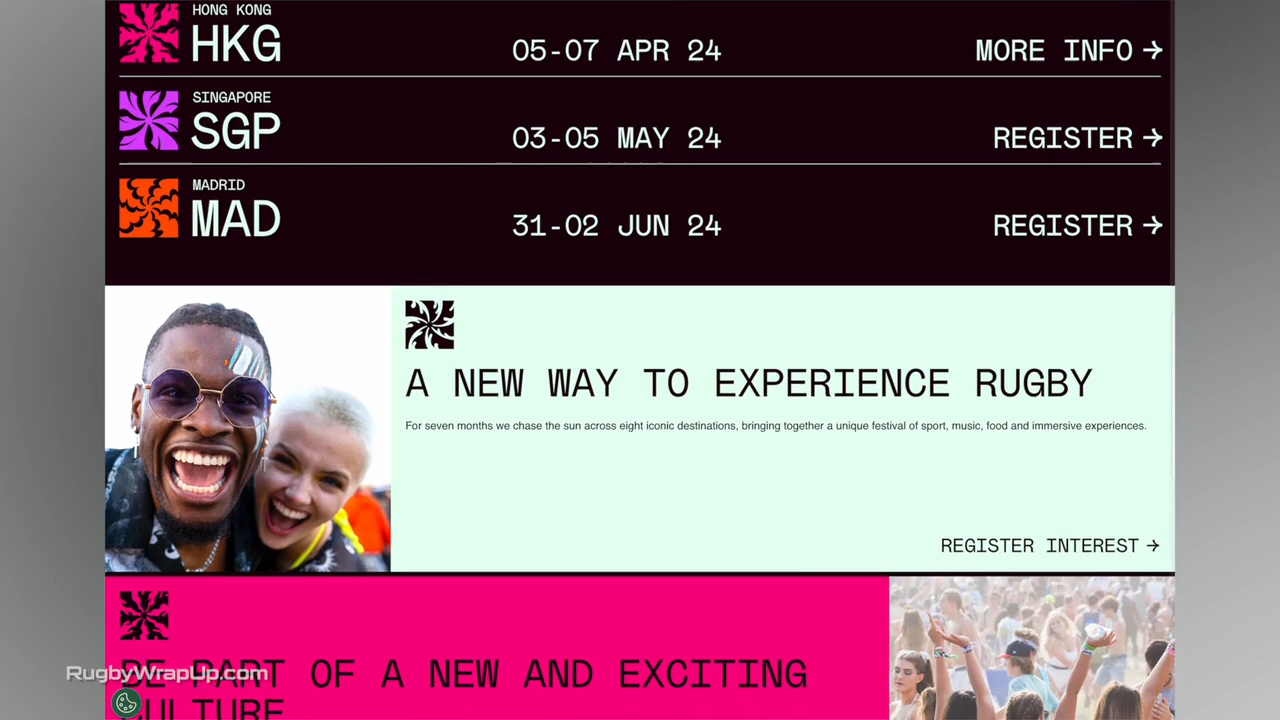 HONG KONG
HKG 05-07 APR 24 MORE INFO →
SINGAPORE
SGP 03-05 MAY 24 REGISTER →
MADRID
MAD 31-02 JUN 24 REGISTER →
A NEW WAY TO EXPERIENCE RUGBY
For seven months we chase the sun across eight iconic destinations, bringing together a unique festival of sport, music, food and immersive experiences.
REGISTER INTEREST →
BE PART OF A NEW AND EXCITING
RugbyWrapUp.com
CULTURE